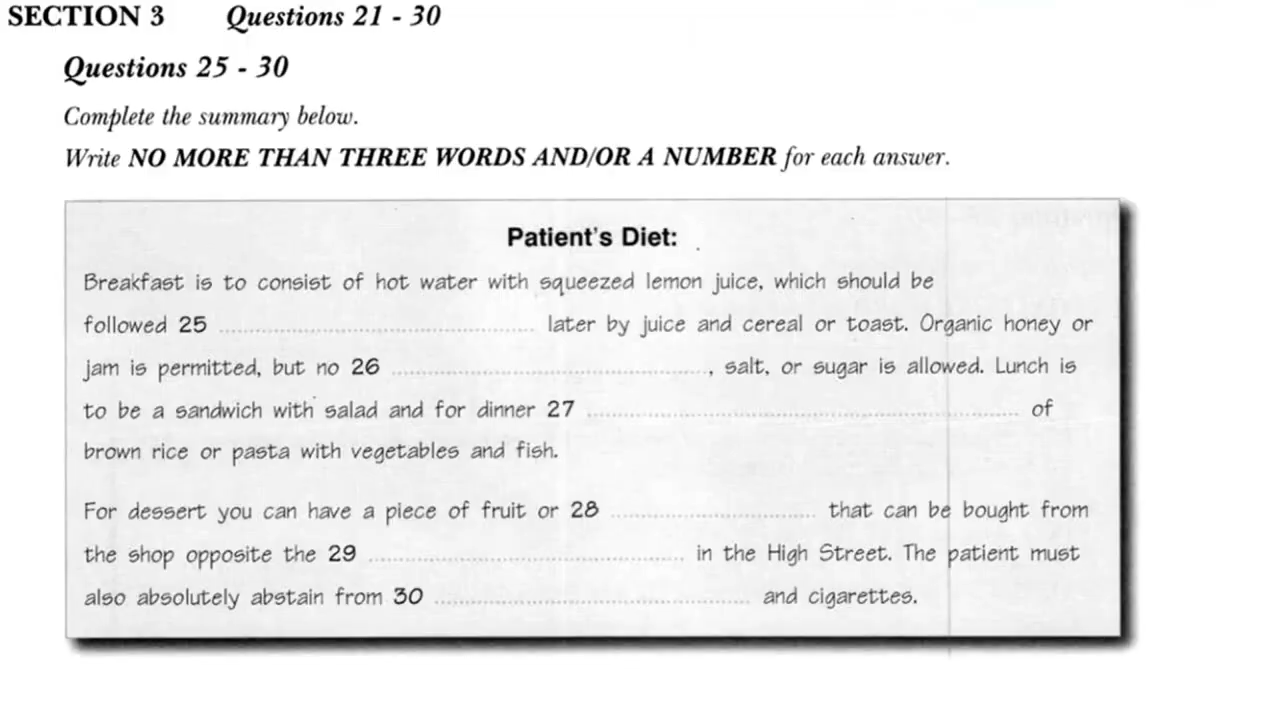 SECTION 3 Questions 21 - 30
Questions 25 - 30
Complete the summary below.
Write NO MORE THAN THREE WORDS AND/OR A NUMBER for each answer.
Patient's Diet:
Breakfast is to consist of hot water with squeezed lemon juice, which should be
followed 25 ........................................ later by juice and cereal or toast. Organic honey or
jam is permitted, but no 26 ........................................, salt, or sugar is allowed. Lunch is
to be a sandwich with salad and for dinner 27 ........................................ of
brown rice or pasta with vegetables and fish.
For dessert you can have a piece of fruit or 28 .............................. that can be bought from
the shop opposite the 29 ........................................ in the High Street. The patient must
also absolutely abstain from 30 ........................................ and cigarettes.